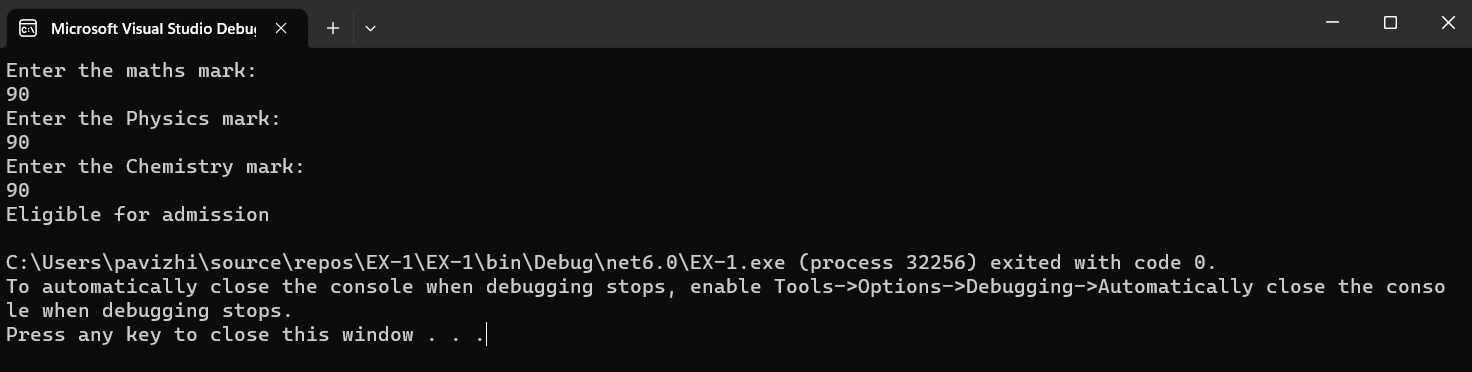 Microsoft Visual Studio Debug
Enter the maths mark:
90
Enter the Physics mark:
90
Enter the Chemistry mark:
90
Eligible for admission
C:\Users\pavizhi\source\repos\EX-1\EX-1\bin\Debug\net6.0\EX-1.exe (process 32256) exited with code 0.
To automatically close the console when debugging stops, enable Tools->Options->Debugging->Automatically close the conso
le when debugging stops.
Press any key to close this window . . .